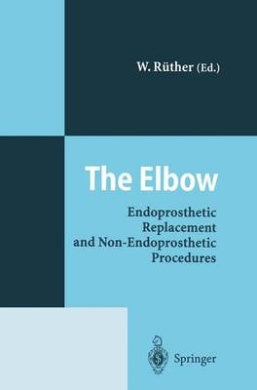 W. Rüther (Ed.)
The Elbow
Endoprosthetic
Replacement
and Non-Endoprosthetic
Procedures
Springer